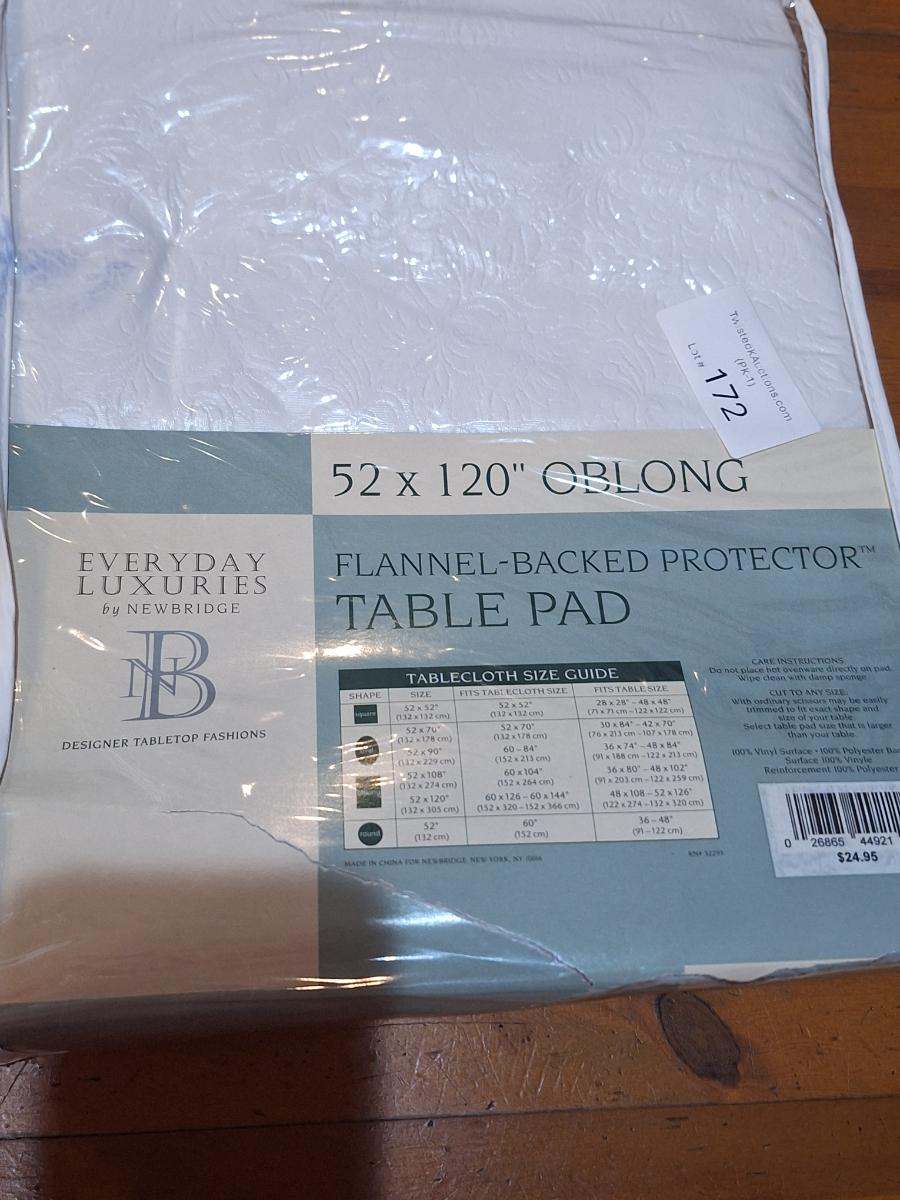 TwistedKAuctions.com
(PK-1)
Lot #
172
52 x 120" OBLONG
EVERYDAY
LUXURIES
by NEWBRIDGE
NB
DESIGNER TABLETOP FASHIONS
FLANNEL-BACKED PROTECTOR™
TABLE PAD
TABLECLOTH SIZE GUIDE
SHAPE SIZE FITS TABLECLOTH SIZE FITS TABLE SIZE
square 52 x 52" 52 x 52" 28 x 28" – 48 x 48"
(132 x 132 cm) (132 x 132 cm) (71 x 71 cm – 122 x 122 cm)
52 x 70" 52 x 70" 30 x 84" – 42 x 70"
(132 x 178 cm) (132 x 178 cm) (76 x 213 cm – 107 x 178 cm)
oval 52 x 90" 60 – 84" 36 x 74" – 48 x 84"
(132 x 229 cm) (152 x 213 cm) (91 x 188 cm – 122 x 213 cm)
52 x 108" 60 x 104" 36 x 80" – 48 x 102"
(132 x 274 cm) (152 x 264 cm) (91 x 203 cm – 122 x 259 cm)
52 x 120" 60 x 126 – 60 x 144" 48 x 108 – 52 x 126"
(132 x 305 cm) (152 x 320 – 152 x 366 cm) (122 x 274 – 132 x 320 cm)
round 52" 60" 36 – 48"
(132 cm) (152 cm) (91 – 122 cm)
MADE IN CHINA FOR NEWBRIDGE, NEW YORK, NY 10016 RN# 52293
CARE INSTRUCTIONS:
Do not place hot ovenware directly on pad.
Wipe clean with damp sponge.
CUT TO ANY SIZE:
With ordinary scissors may be easily
trimmed to fit exact shape and
size of your table.
Select table pad size that is larger
than your table.
100% Vinyl Surface • 100% Polyester
Surface 100% Vinyle
Reinforcement 100% Polyester
0 26865 44921
$24.95